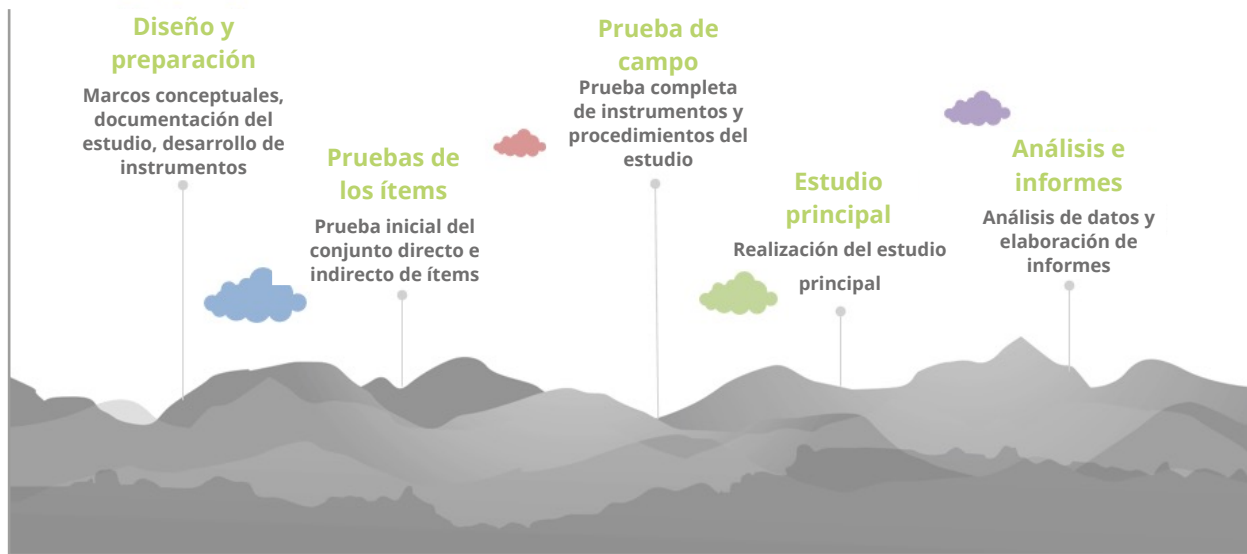 Diseño y
preparación
Marcos conceptuales,
documentación del
estudio, desarrollo de
instrumentos
Pruebas de
los ítems
Prueba inicial del
conjunto directo e
indirecto de ítems
Prueba de
campo
Prueba completa
de instrumentos y
procedimientos del
estudio
Estudio
principal
Realización del estudio
principal
Análisis e
informes
Análisis de datos y
elaboración de
informes